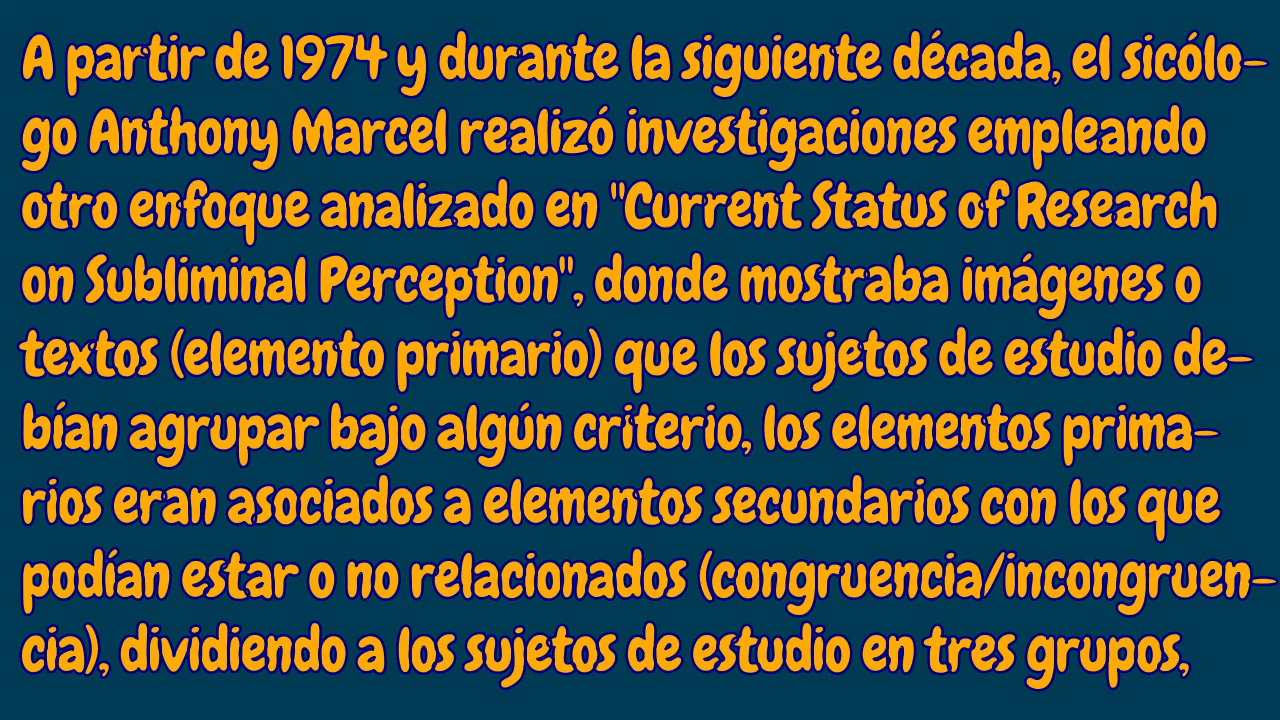 A partir de 1974 y durante la siguiente década, el sicólo-
go Anthony Marcel realizó investigaciones empleando
otro enfoque analizado en "Current Status of Research
on Subliminal Perception", donde mostraba imágenes o
textos (elemento primario) que los sujetos de estudio de-
bían agrupar bajo algún criterio, los elementos prima-
rios eran asociados a elementos secundarios con los que
podían estar o no relacionados (congruencia/incongruen-
cia), dividiendo a los sujetos de estudio en tres grupos,